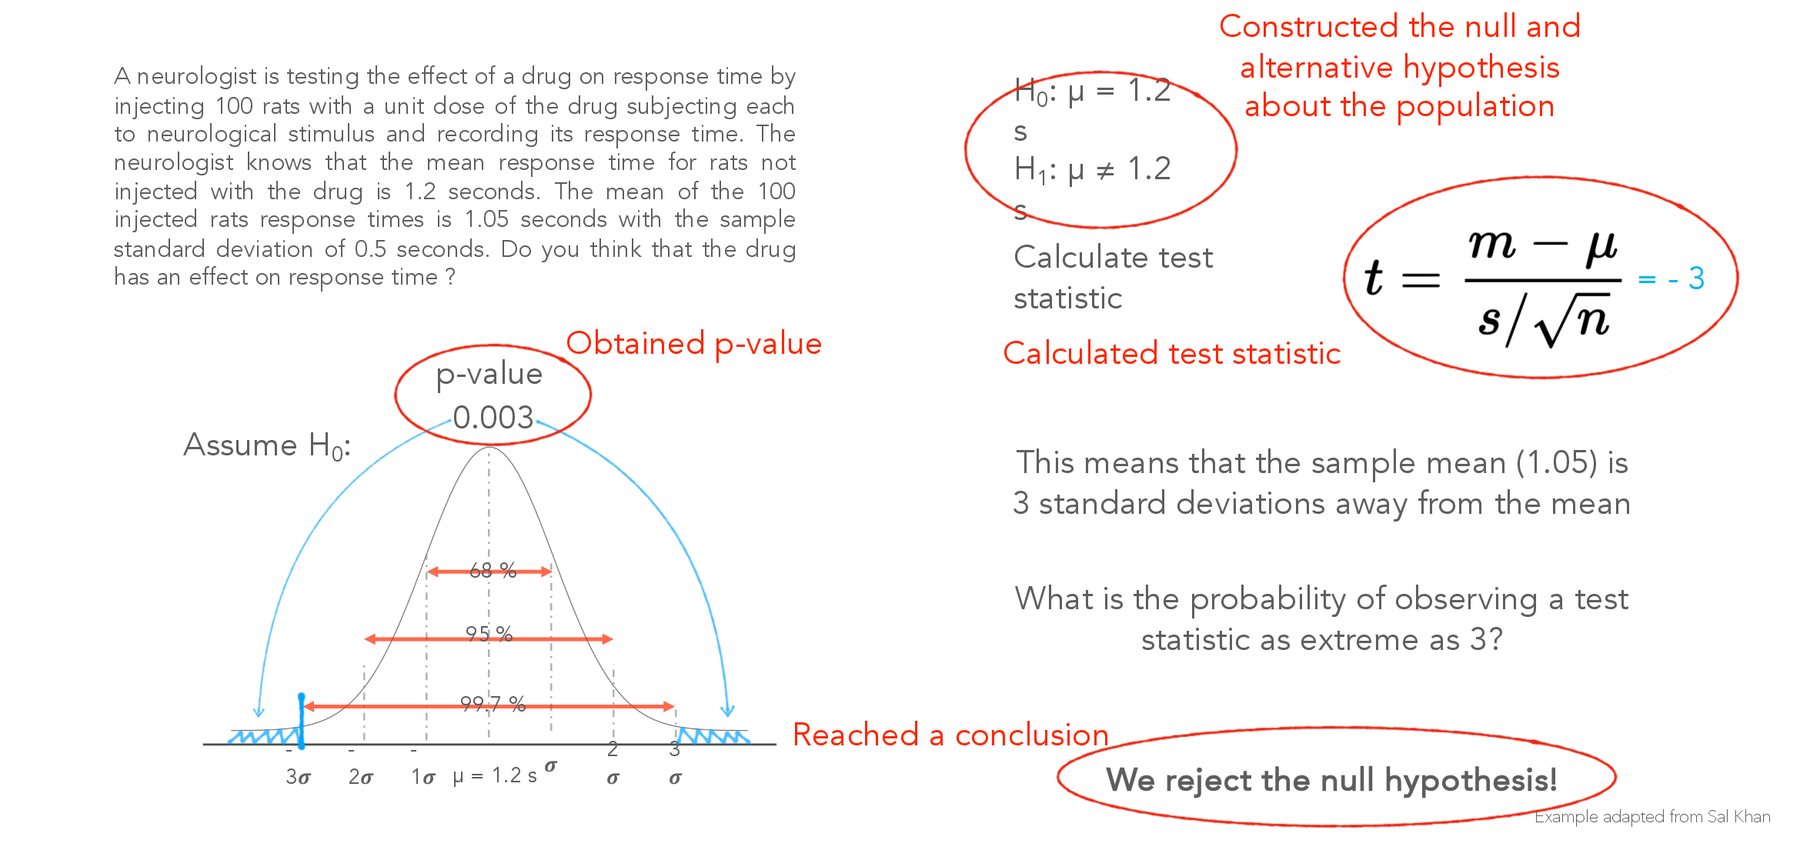 A neurologist is testing the effect of a drug on response time by
injecting 100 rats with a unit dose of the drug subjecting each
to neurological stimulus and recording its response time. The
neurologist knows that the mean response time for rats not
injected with the drug is 1.2 seconds. The mean of the 100
injected rats response times is 1.05 seconds with the sample
standard deviation of 0.5 seconds. Do you think that the drug
has an effect on response time ?
Constructed the null and
alternative hypothesis
about the population
H₀: μ = 1.2
s
H₁: μ ≠ 1.2
s
Calculate test
statistic
Calculated test statistic
t = (m − μ) / (s/√n) = - 3
Obtained p-value
p-value
0.003
Assume H₀:
68 %
95 %
99.7 %
- - - 2 3
3σ 2σ 1σ μ = 1.2 s σ σ σ
This means that the sample mean (1.05) is
3 standard deviations away from the mean
What is the probability of observing a test
statistic as extreme as 3?
Reached a conclusion
We reject the null hypothesis!
Example adapted from Sal Khan